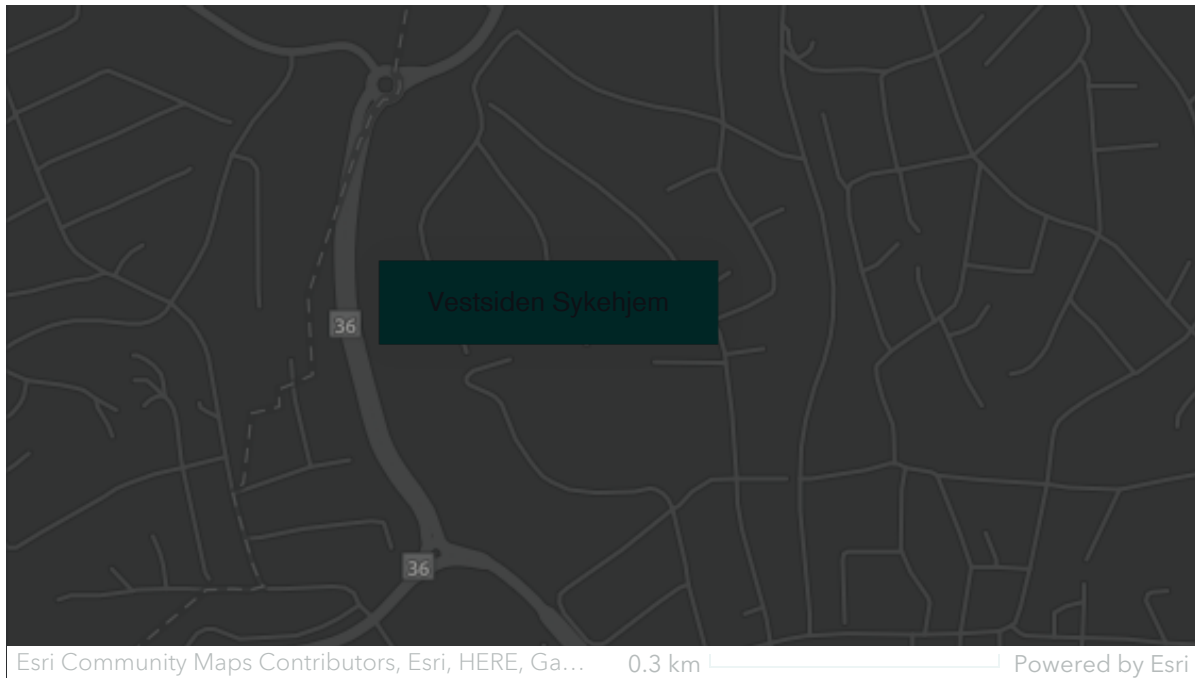 Vestsiden Sykehjem
36
36
Esri Community Maps Contributors, Esri, HERE, Ga... 0.3 km Powered by Esri